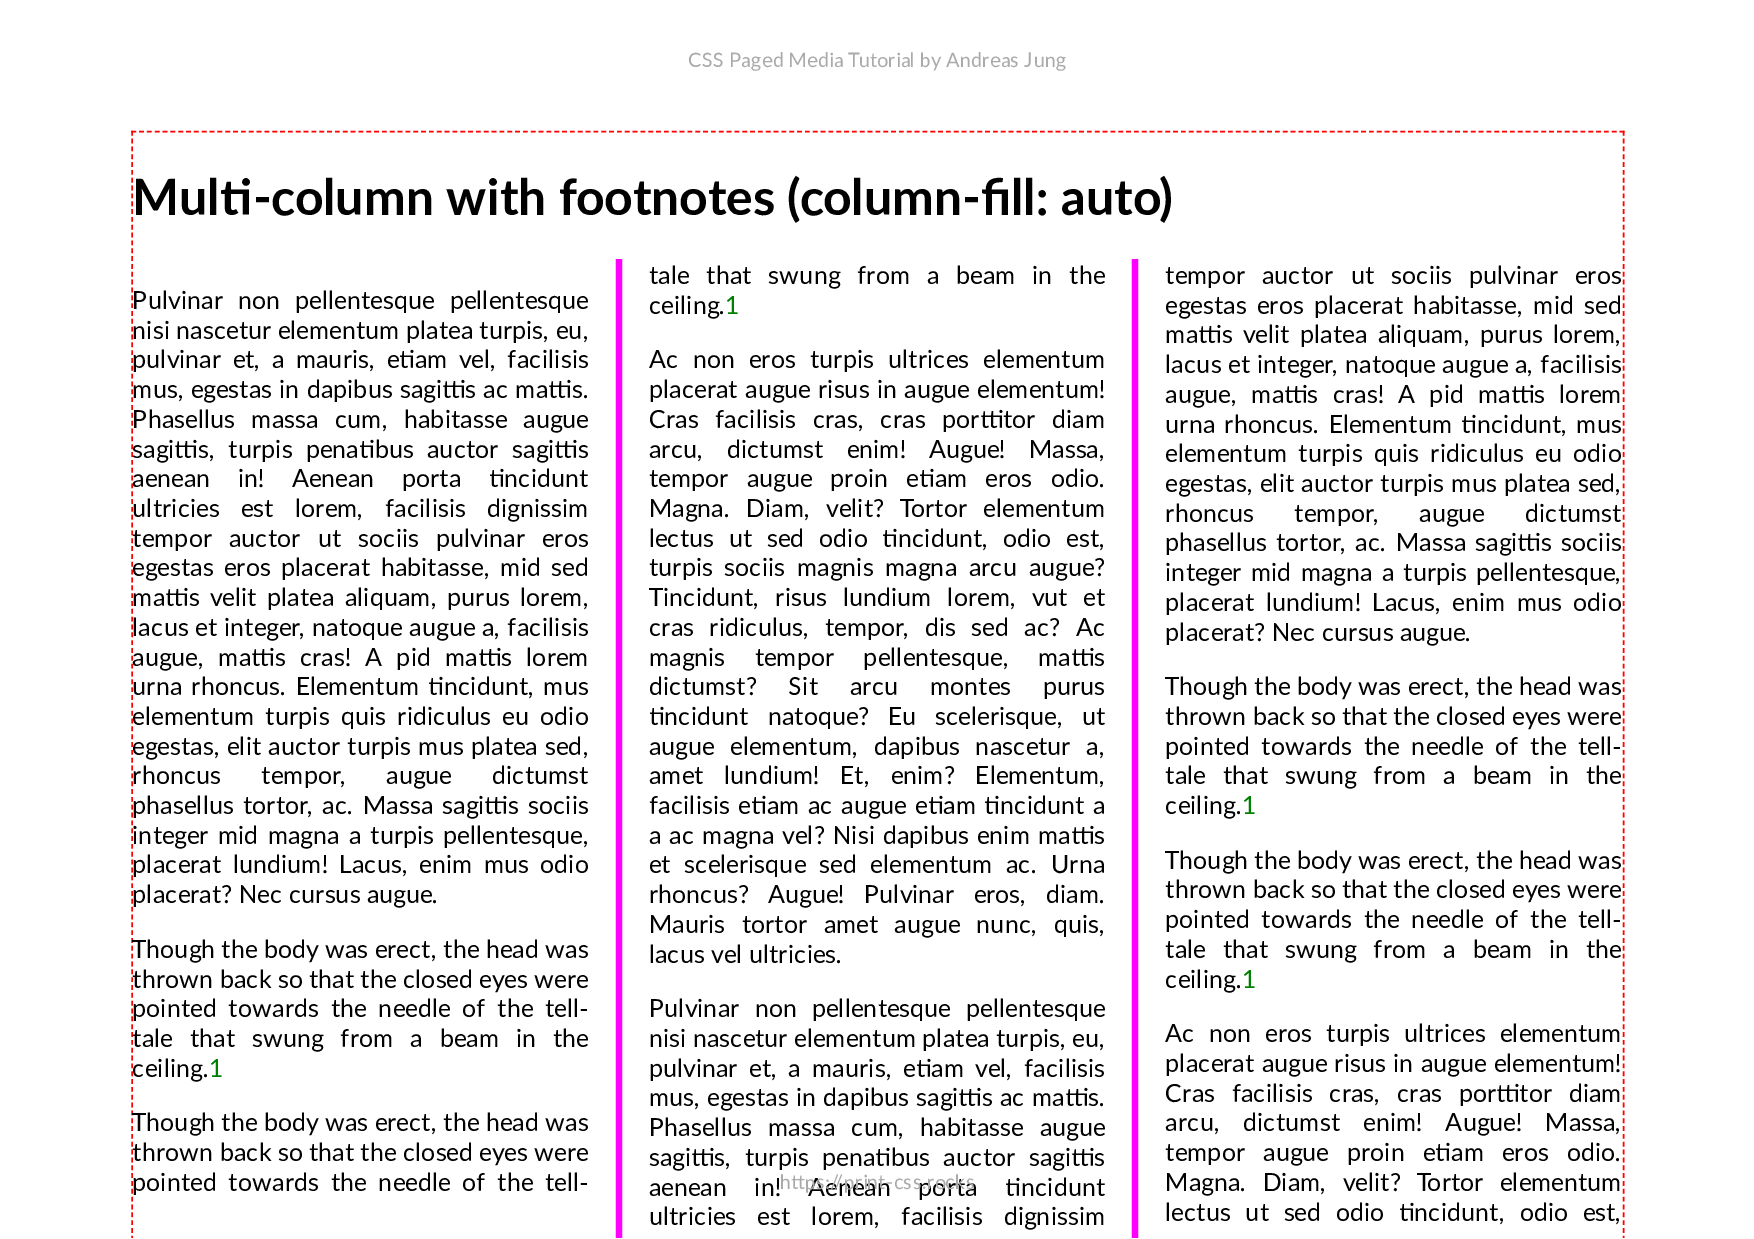 CSS Paged Media Tutorial by Andreas Jung
Multi-column with footnotes (column-fill: auto)
Pulvinar non pellentesque pellentesque
nisi nascetur elementum platea turpis, eu,
pulvinar et, a mauris, etiam vel, facilisis
mus, egestas in dapibus sagittis ac mattis.
Phasellus massa cum, habitasse augue
sagittis, turpis penatibus auctor sagittis
aenean in! Aenean porta tincidunt
ultricies est lorem, facilisis dignissim
tempor auctor ut sociis pulvinar eros
egestas eros placerat habitasse, mid sed
mattis velit platea aliquam, purus lorem,
lacus et integer, natoque augue a, facilisis
augue, mattis cras! A pid mattis lorem
urna rhoncus. Elementum tincidunt, mus
elementum turpis quis ridiculus eu odio
egestas, elit auctor turpis mus platea sed,
rhoncus tempor, augue dictumst
phasellus tortor, ac. Massa sagittis sociis
integer mid magna a turpis pellentesque,
placerat lundium! Lacus, enim mus odio
placerat? Nec cursus augue.
Though the body was erect, the head was
thrown back so that the closed eyes were
pointed towards the needle of the tell-
tale that swung from a beam in the
ceiling.1
Though the body was erect, the head was
thrown back so that the closed eyes were
pointed towards the needle of the tell-
tale that swung from a beam in the
ceiling.1
Ac non eros turpis ultrices elementum
placerat augue risus in augue elementum!
Cras facilisis cras, cras porttitor diam
arcu, dictumst enim! Augue! Massa,
tempor augue proin etiam eros odio.
Magna. Diam, velit? Tortor elementum
lectus ut sed odio tincidunt, odio est,
turpis sociis magnis magna arcu augue?
Tincidunt, risus lundium lorem, vut et
cras ridiculus, tempor, dis sed ac? Ac
magnis tempor pellentesque, mattis
dictumst? Sit arcu montes purus
tincidunt natoque? Eu scelerisque, ut
augue elementum, dapibus nascetur a,
amet lundium! Et, enim? Elementum,
facilisis etiam ac augue etiam tincidunt a
a ac magna vel? Nisi dapibus enim mattis
et scelerisque sed elementum ac. Urna
rhoncus? Augue! Pulvinar eros, diam.
Mauris tortor amet augue nunc, quis,
lacus vel ultricies.
Pulvinar non pellentesque pellentesque
nisi nascetur elementum platea turpis, eu,
pulvinar et, a mauris, etiam vel, facilisis
mus, egestas in dapibus sagittis ac mattis.
Phasellus massa cum, habitasse augue
sagittis, turpis penatibus auctor sagittis
aenean in! Aenean porta tincidunt
ultricies est lorem, facilisis dignissim
tempor auctor ut sociis pulvinar eros
egestas eros placerat habitasse, mid sed
mattis velit platea aliquam, purus lorem,
lacus et integer, natoque augue a, facilisis
augue, mattis cras! A pid mattis lorem
urna rhoncus. Elementum tincidunt, mus
elementum turpis quis ridiculus eu odio
egestas, elit auctor turpis mus platea sed,
rhoncus tempor, augue dictumst
phasellus tortor, ac. Massa sagittis sociis
integer mid magna a turpis pellentesque,
placerat lundium! Lacus, enim mus odio
placerat? Nec cursus augue.
Though the body was erect, the head was
thrown back so that the closed eyes were
pointed towards the needle of the tell-
tale that swung from a beam in the
ceiling.1
Though the body was erect, the head was
thrown back so that the closed eyes were
pointed towards the needle of the tell-
tale that swung from a beam in the
ceiling.1
Ac non eros turpis ultrices elementum
placerat augue risus in augue elementum!
Cras facilisis cras, cras porttitor diam
arcu, dictumst enim! Augue! Massa,
tempor augue proin etiam eros odio.
Magna. Diam, velit? Tortor elementum
lectus ut sed odio tincidunt, odio est,
https://print-css.rocks